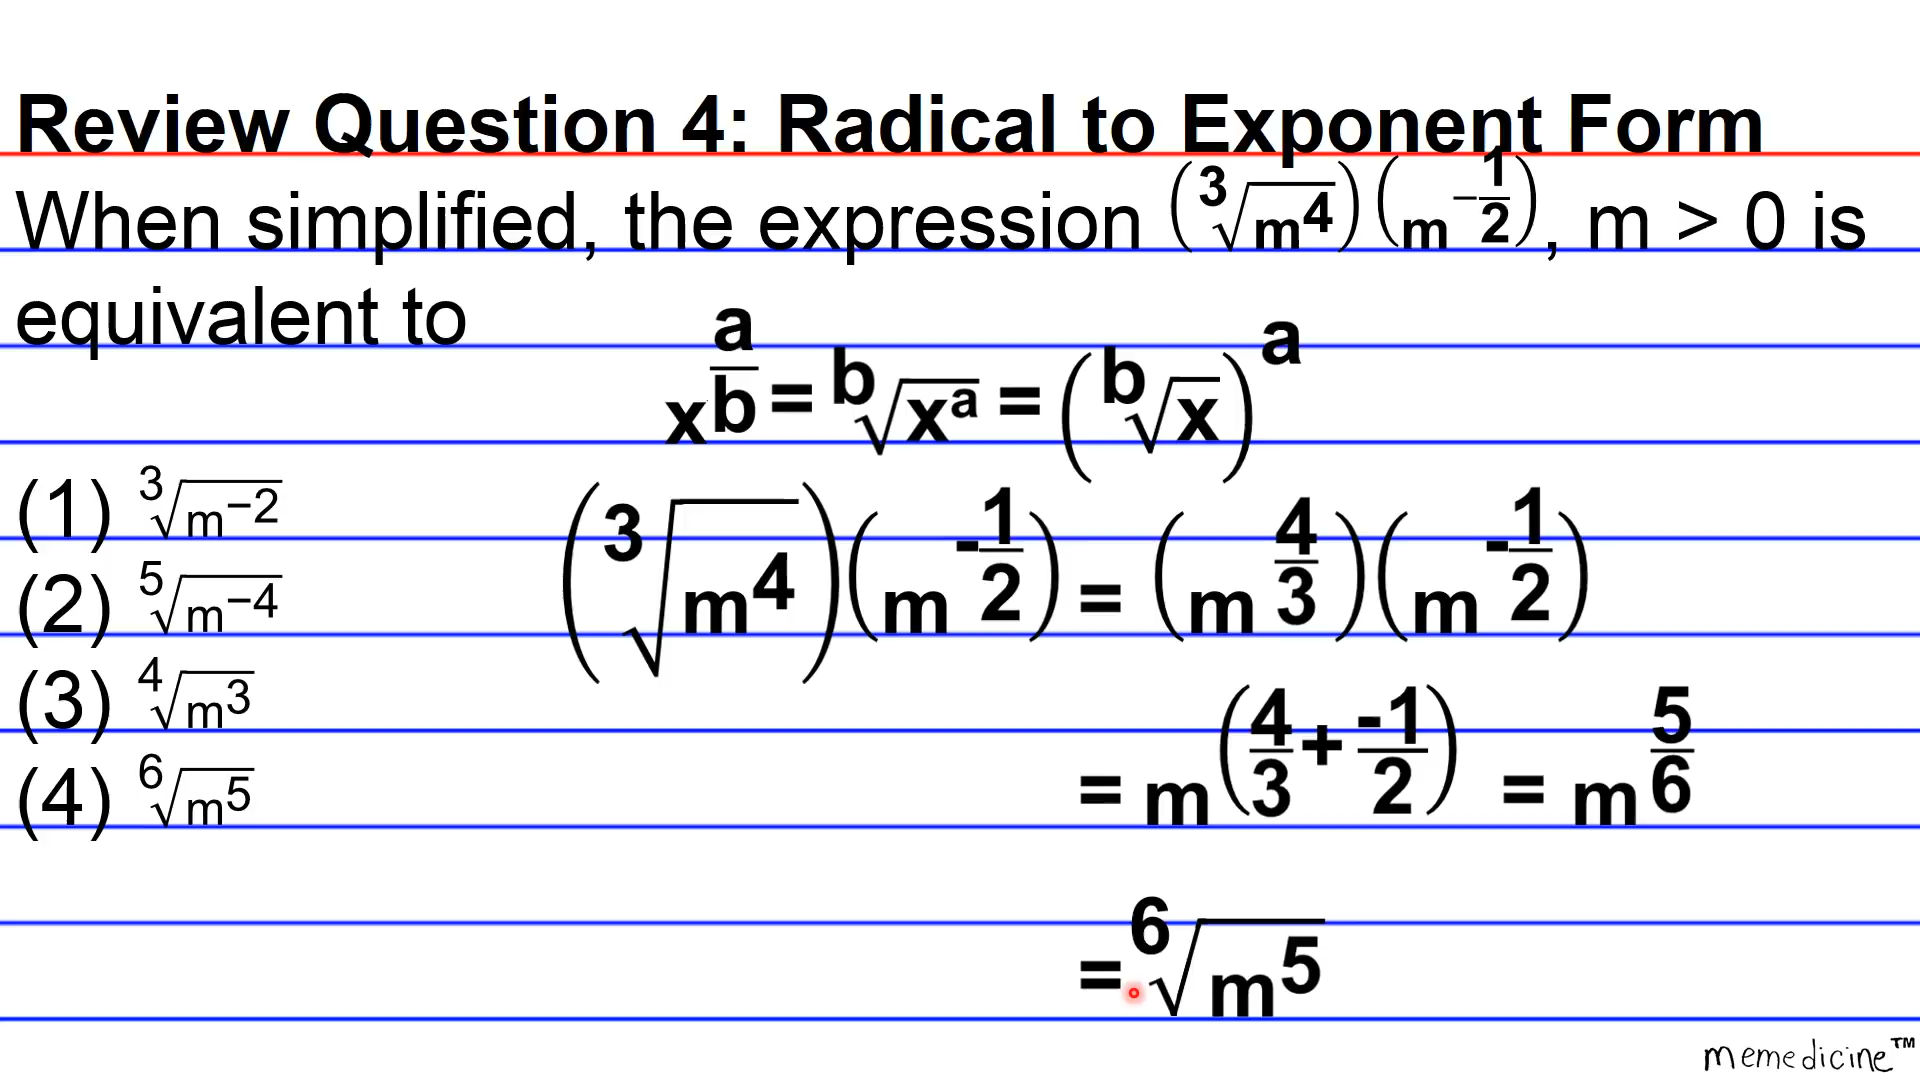 Review Question 4: Radical to Exponent Form
When simplified, the expression (∛m⁴)(m^(−1/2)), m > 0 is
equivalent to
x^(a/b) = ᵇ√xᵃ = (ᵇ√x)ᵃ
(1) ³√m⁻²
(2) ⁵√m⁻⁴
(3) ⁴√m³
(4) ⁶√m⁵
(³√m⁴)(m^(-1/2)) = (m^(4/3))(m^(-1/2))
= m^(4/3 + -1/2) = m^(5/6)
= ⁶√m⁵
memedicine™